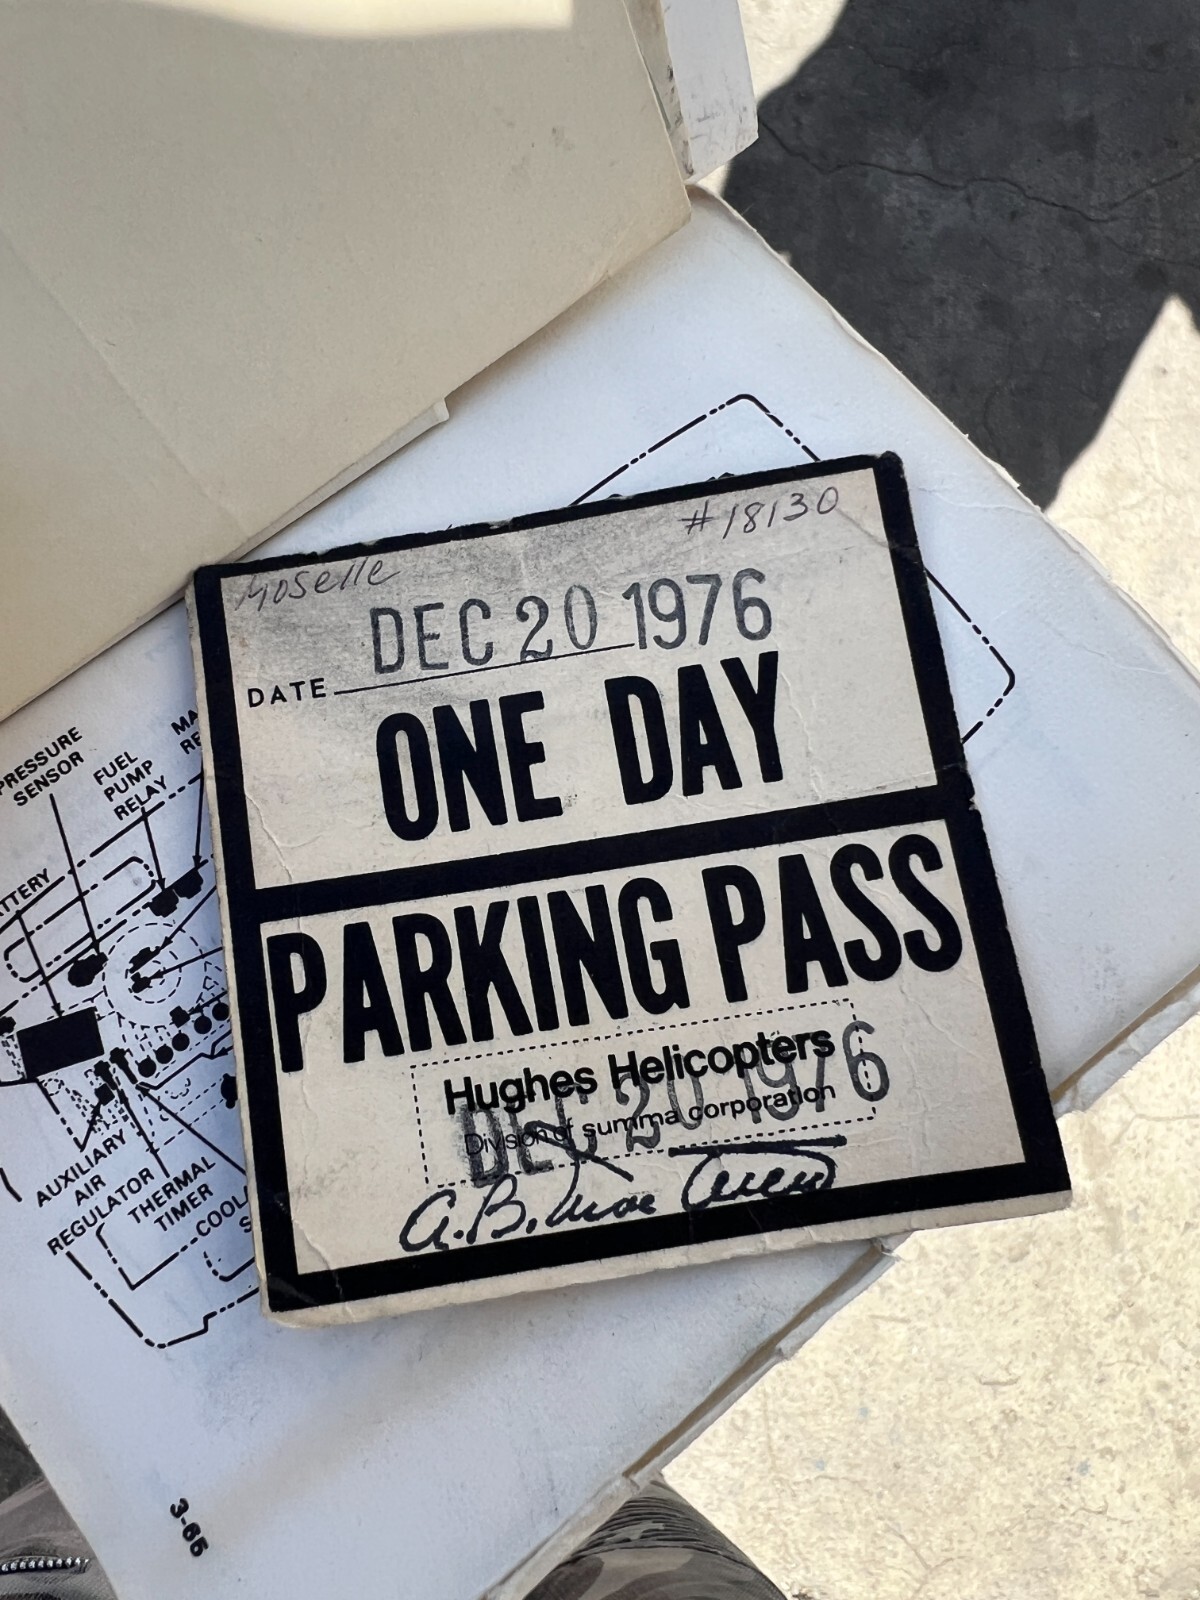 Moselle
#18130
DEC 20 1976
DATE
ONE DAY
PARKING PASS
Hughes Helicopters
Division of summa corporation
DEC 20 1976
A.B.
PRESSURE
SENSOR
FUEL
PUMP
RELAY
AUXILIARY
AIR
REGULATOR
THERMAL
TIMER
3-65